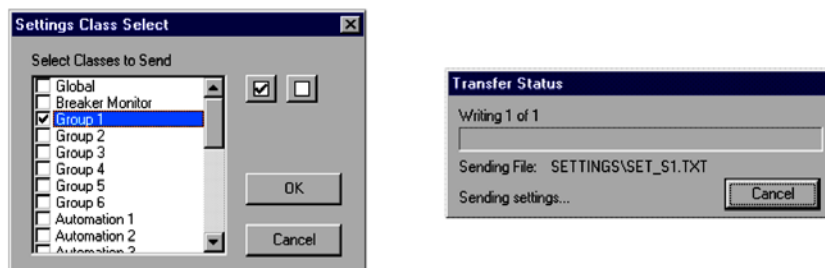 Settings Class Select
Select Classes to Send
Global
Breaker Monitor
Group 1
Group 2
Group 3
Group 4
Group 5
Group 6
Automation 1
Automation 2
Automation 3
OK
Cancel
Transfer Status
Writing 1 of 1
Sending File: SETTINGS\SET_S1.TXT
Sending settings...
Cancel